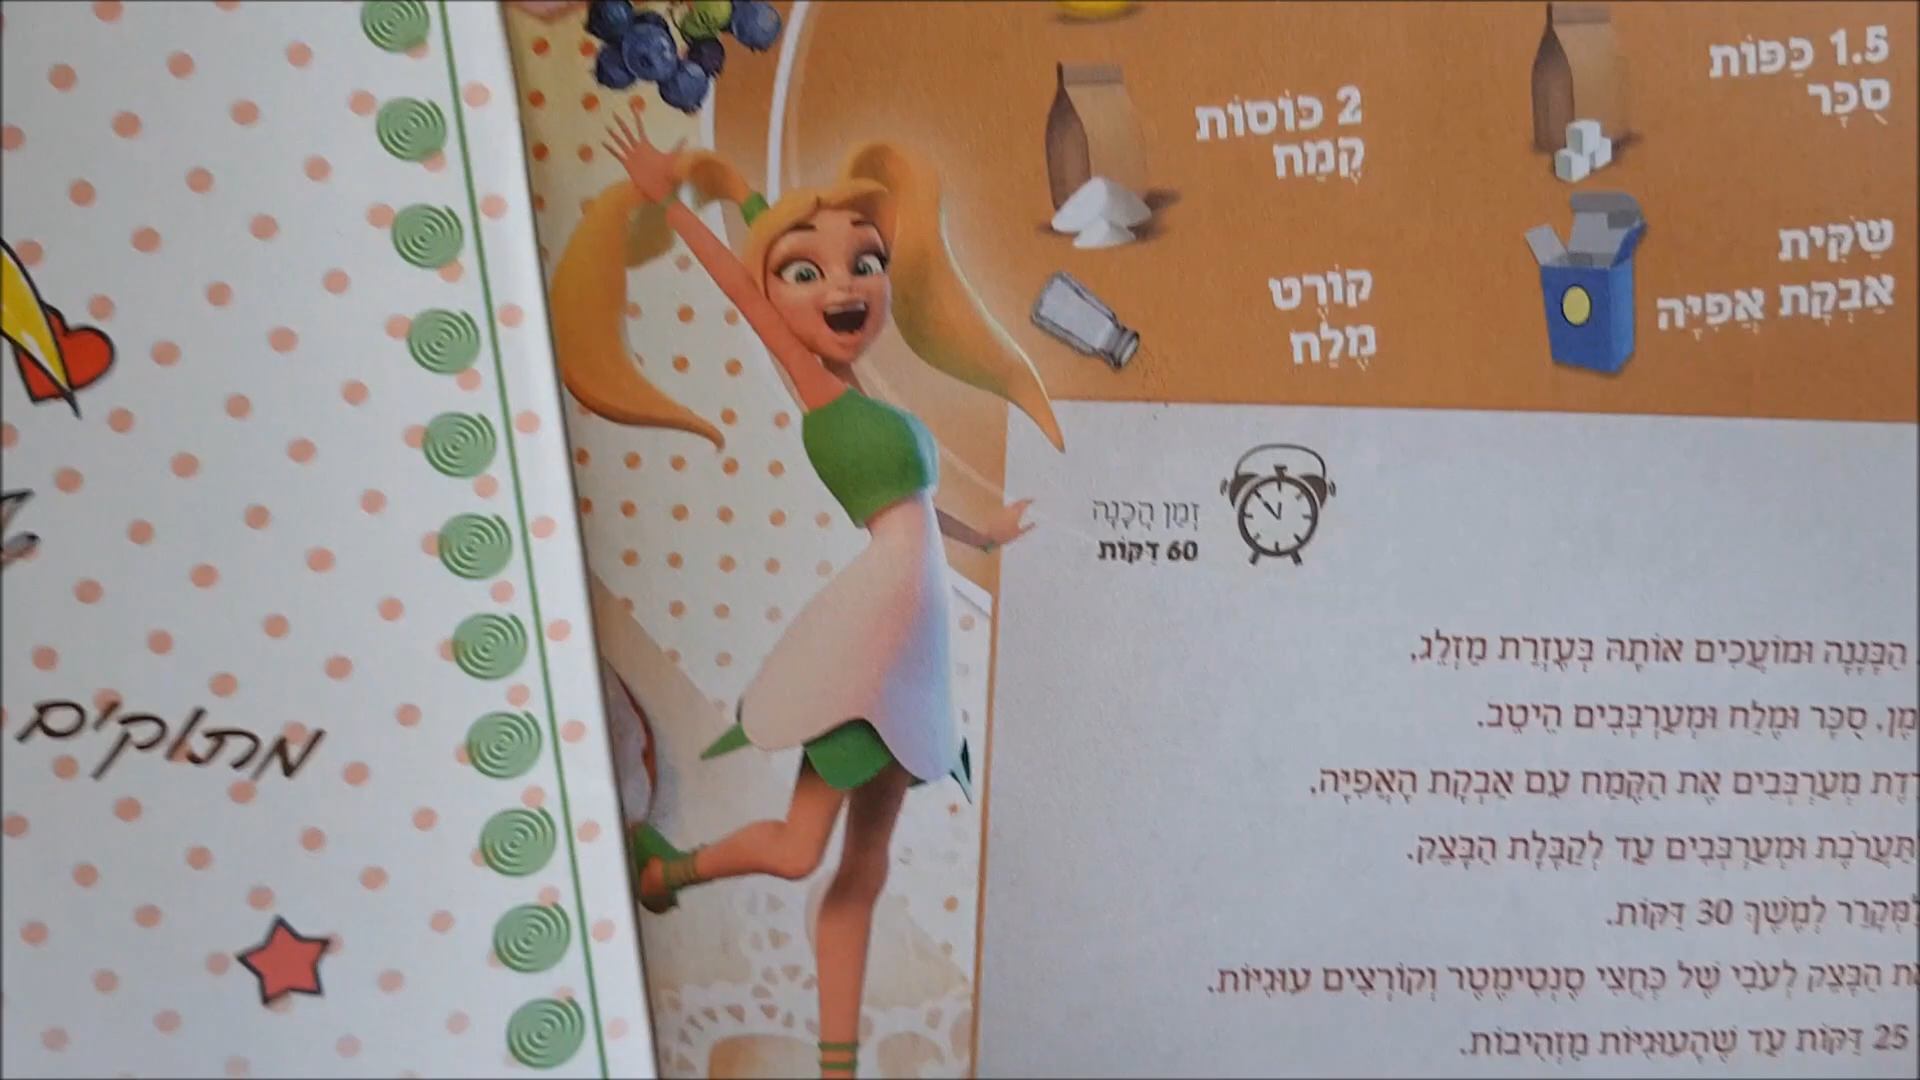 1.5 כַּפּוֹת
סֻכָּר
2 כּוֹסוֹת
קֶמַח
שַׂקִּית
אַבְקַת אֲפִיָּה
קוֹרֶט
מֶלַח
זְמַן הֲכָנָה
60 דַּקּוֹת
הַבָּנָנָה וּמוֹעֲכִים אוֹתָהּ בְּעֶזְרַת מַזְלֵג.
סֻכָּר וּמֶלַח וּמְעַרְבְּבִים הֵיטֵב.
מְעַרְבְּבִים אֶת הַקֶּמַח עִם אַבְקַת הָאֲפִיָּה.
וּמְעַרְבְּבִים עַד לְקַבָּלַת הַבָּצֵק.
לְמֶשֶׁךְ 30 דַּקּוֹת.
הַבָּצֵק לְעֹבִי שֶׁל כְּחֲצִי סֶנְטִימֶטֶר וְקוֹרְצִים עוּגִיּוֹת.
25 דַּקּוֹת עַד שֶׁהָעוּגִיּוֹת מַזְהִיבוֹת.
מתוקים